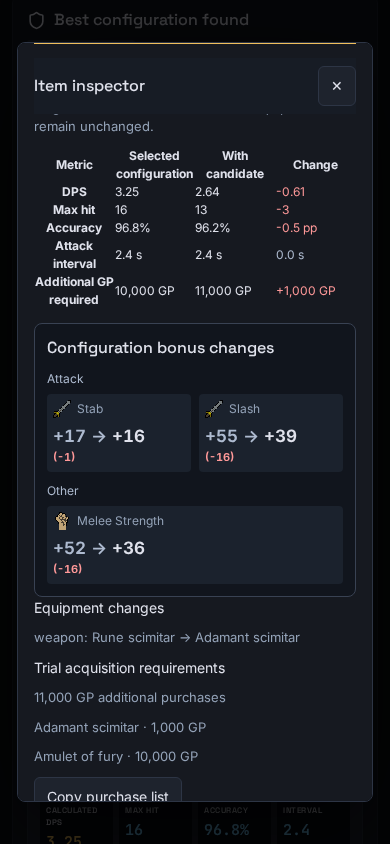 Best configuration found
Item inspector
×
remain unchanged.
Metric Selected configuration With candidate Change
DPS 3.25 2.64 -0.61
Max hit 16 13 -3
Accuracy 96.8% 96.2% -0.5 pp
Attack interval 2.4 s 2.4 s 0.0 s
Additional GP required 10,000 GP 11,000 GP +1,000 GP
Configuration bonus changes
Attack
Stab
+17 → +16
(-1)
Slash
+55 → +39
(-16)
Other
Melee Strength
+52 → +36
(-16)
Equipment changes
weapon: Rune scimitar → Adamant scimitar
Trial acquisition requirements
11,000 GP additional purchases
Adamant scimitar · 1,000 GP
Amulet of fury · 10,000 GP
Copy purchase list
CALCULATED DPS
3.25
MAX HIT
16
ACCURACY
96.8%
INTERVAL
2.4